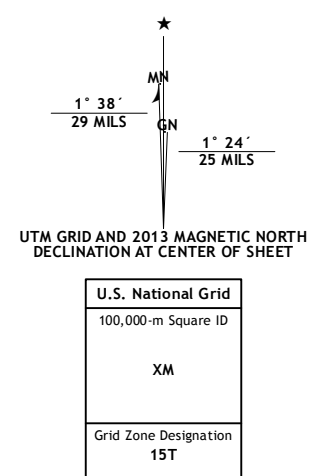 MN
1° 38´
29 MILS
GN
1° 24´
25 MILS
UTM GRID AND 2013 MAGNETIC NORTH
DECLINATION AT CENTER OF SHEET
U.S. National Grid
100,000-m Square ID
XM
Grid Zone Designation
15T